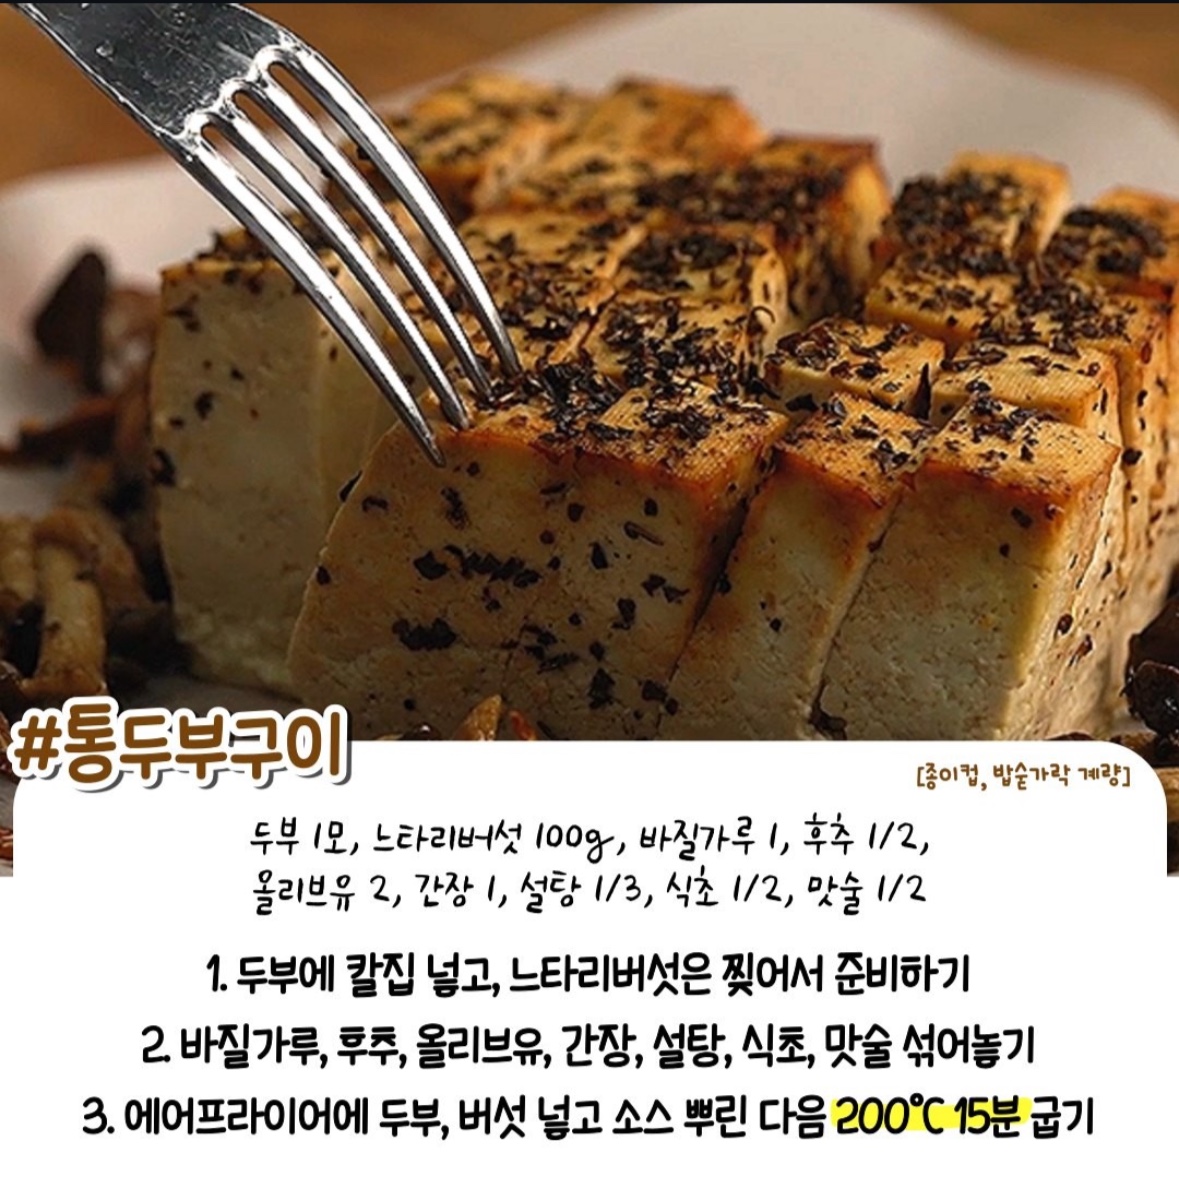 #통두부구이
[종이컵, 밥숟가락 계량]
두부 1모, 느타리버섯 100g, 바질가루 1, 후추 1/2,
올리브유 2, 간장 1, 설탕 1/3, 식초 1/2, 맛술 1/2
1. 두부에 칼집 넣고, 느타리버섯은 찢어서 준비하기
2. 바질가루, 후추, 올리브유, 간장, 설탕, 식초, 맛술 섞어놓기
3. 에어프라이어에 두부, 버섯 넣고 소스 뿌린 다음 200℃ 15분 굽기